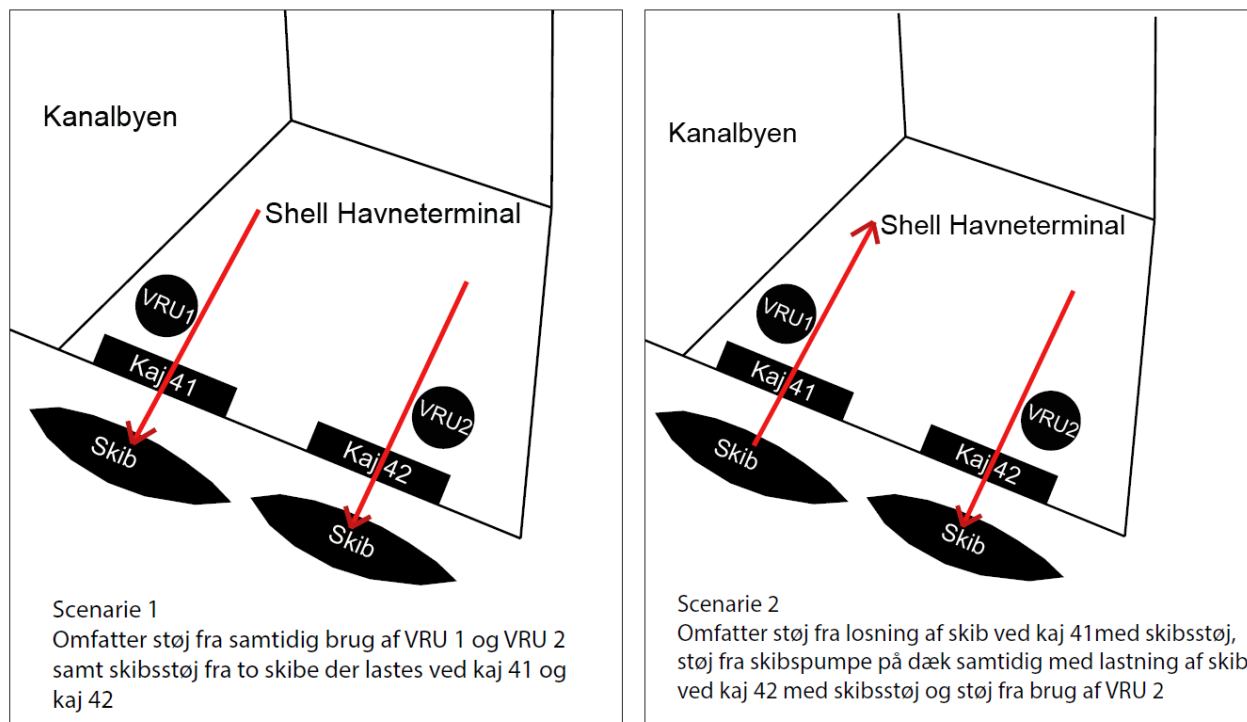 Kanalbyen
Shell Havneterminal
VRU1
Kaj 41
VRU2
Kaj 42
Skib
Skib
Scenarie 1
Omfatter støj fra samtidig brug af VRU 1 og VRU 2
samt skibsstøj fra to skibe der lastes ved kaj 41 og
kaj 42
Kanalbyen
Shell Havneterminal
VRU1
Kaj 41
VRU2
Kaj 42
Skib
Skib
Scenarie 2
Omfatter støj fra losning af skib ved kaj 41med skibsstøj,
støj fra skibspumpe på dæk samtidig med lastning af skib
ved kaj 42 med skibsstøj og støj fra brug af VRU 2